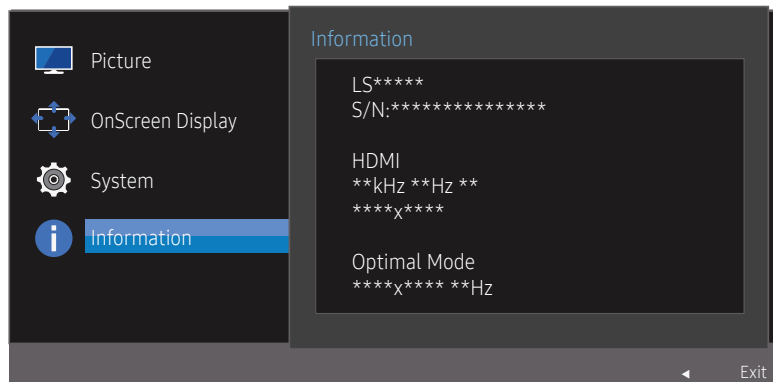 Picture
OnScreen Display
System
Information
Information
LS*****
S/N:***************
HDMI
**kHz **Hz **
****x****
Optimal Mode
****x**** **Hz
Exit